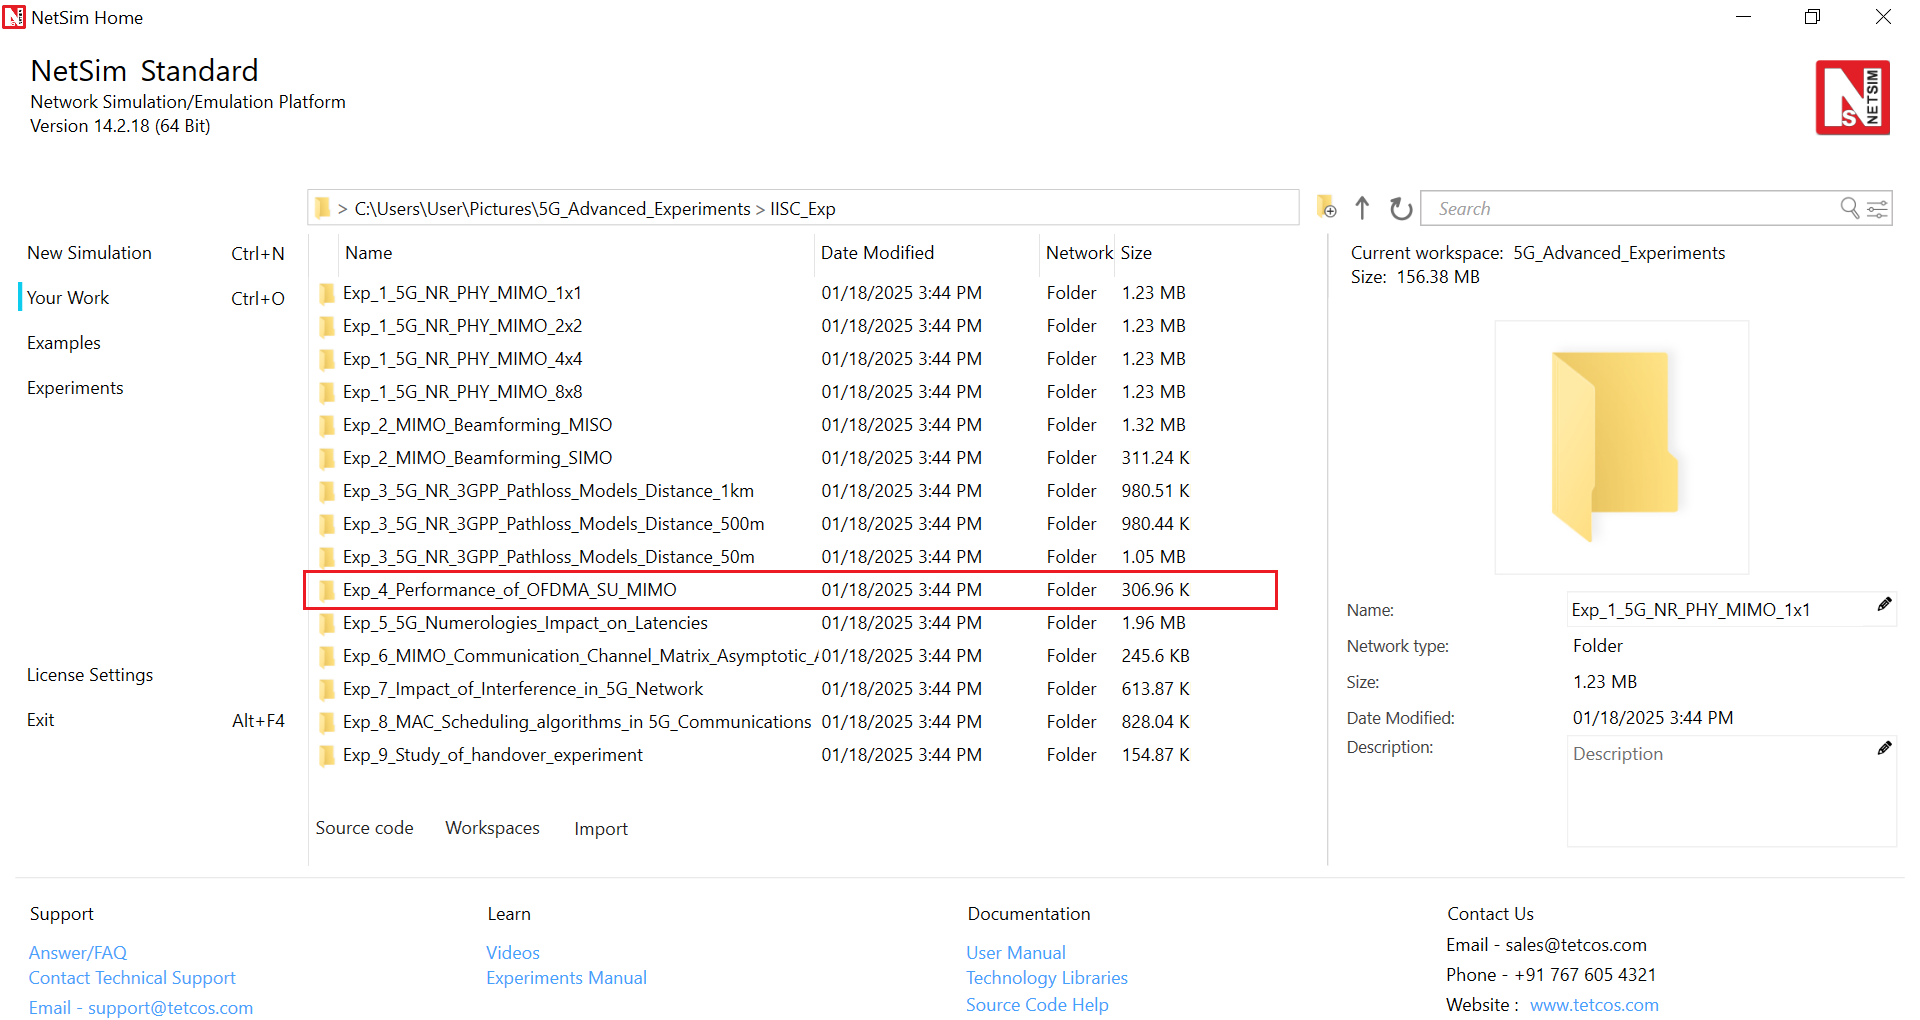 NetSim Home
NetSim Standard
Network Simulation/Emulation Platform
Version 14.2.18 (64 Bit)
NETSIM
> C:\Users\User\Pictures\5G_Advanced_Experiments > IISC_Exp
Search
New Simulation Ctrl+N
Your Work Ctrl+O
Examples
Experiments
License Settings
Exit Alt+F4
Name Date Modified Network Size
Exp_1_5G_NR_PHY_MIMO_1x1 01/18/2025 3:44 PM Folder 1.23 MB
Exp_1_5G_NR_PHY_MIMO_2x2 01/18/2025 3:44 PM Folder 1.23 MB
Exp_1_5G_NR_PHY_MIMO_4x4 01/18/2025 3:44 PM Folder 1.23 MB
Exp_1_5G_NR_PHY_MIMO_8x8 01/18/2025 3:44 PM Folder 1.23 MB
Exp_2_MIMO_Beamforming_MISO 01/18/2025 3:44 PM Folder 1.32 MB
Exp_2_MIMO_Beamforming_SIMO 01/18/2025 3:44 PM Folder 311.24 K
Exp_3_5G_NR_3GPP_Pathloss_Models_Distance_1km 01/18/2025 3:44 PM Folder 980.51 K
Exp_3_5G_NR_3GPP_Pathloss_Models_Distance_500m 01/18/2025 3:44 PM Folder 980.44 K
Exp_3_5G_NR_3GPP_Pathloss_Models_Distance_50m 01/18/2025 3:44 PM Folder 1.05 MB
Exp_4_Performance_of_OFDMA_SU_MIMO 01/18/2025 3:44 PM Folder 306.96 K
Exp_5_5G_Numerologies_Impact_on_Latencies 01/18/2025 3:44 PM Folder 1.96 MB
Exp_6_MIMO_Communication_Channel_Matrix_Asymptotic_A 01/18/2025 3:44 PM Folder 245.6 KB
Exp_7_Impact_of_Interference_in_5G_Network 01/18/2025 3:44 PM Folder 613.87 K
Exp_8_MAC_Scheduling_algorithms_in 5G_Communications 01/18/2025 3:44 PM Folder 828.04 K
Exp_9_Study_of_handover_experiment 01/18/2025 3:44 PM Folder 154.87 K
Source code Workspaces Import
Current workspace: 5G_Advanced_Experiments
Size: 156.38 MB
Name: Exp_1_5G_NR_PHY_MIMO_1x1
Network type: Folder
Size: 1.23 MB
Date Modified: 01/18/2025 3:44 PM
Description: Description
Support
Answer/FAQ
Contact Technical Support
Email - support@tetcos.com
Learn
Videos
Experiments Manual
Documentation
User Manual
Technology Libraries
Source Code Help
Contact Us
Email - sales@tetcos.com
Phone - +91 767 605 4321
Website : www.tetcos.com